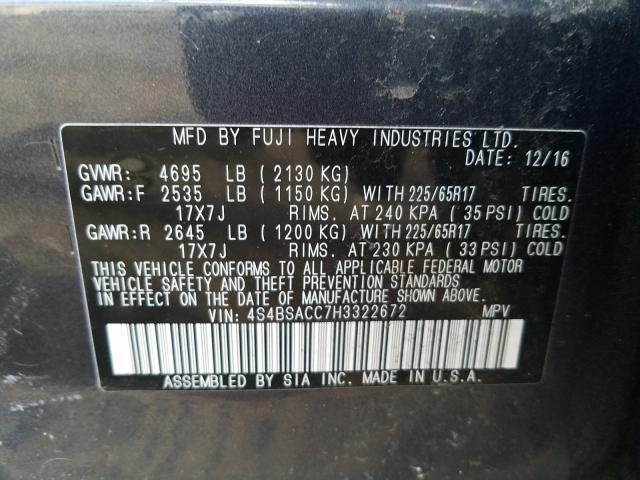 MFD BY FUJI HEAVY INDUSTRIES LTD.
DATE: 12/16
GVWR: 4695 LB ( 2130 KG)
GAWR:F 2535 LB ( 1150 KG) WITH 225/65R17 TIRES.
17X7J RIMS. AT 240 KPA ( 35 PSI) COLD
GAWR:R 2645 LB ( 1200 KG) WITH 225/65R17 TIRES.
17X7J RIMS. AT 230 KPA ( 33 PSI) COLD
THIS VEHICLE CONFORMS TO ALL APPLICABLE FEDERAL MOTOR
VEHICLE SAFETY AND THEFT PREVENTION STANDARDS
IN EFFECT ON THE DATE OF MANUFACTURE SHOWN ABOVE.
VIN: 4S4BSACC7H3322672 MPV
ASSEMBLED BY SIA INC. MADE IN U.S.A.